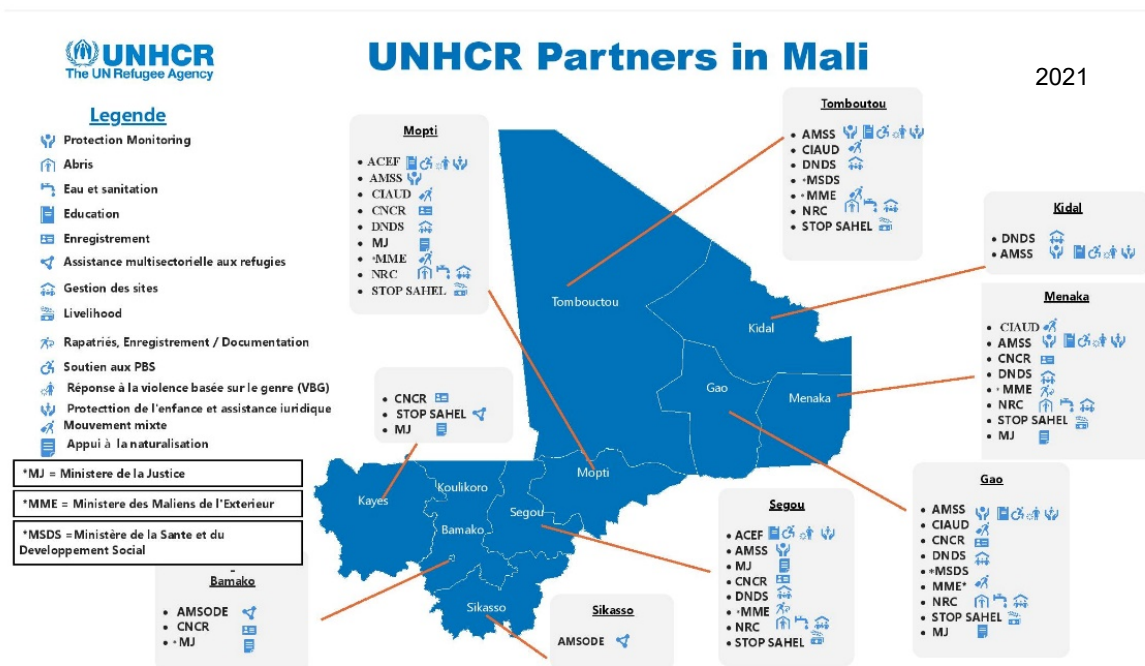 UNHCR
The UN Refugee Agency
UNHCR Partners in Mali
2021
Legende
Protection Monitoring
Abris
Eau et sanitation
Education
Enregistrement
Assistance multisectorielle aux refugies
Gestion des sites
Livelihood
Rapatriés, Enregistrement / Documentation
Soutien aux PBS
Réponse à la violence basée sur le genre (VBG)
Protecttion de l'enfance et assistance iuridique
Mouvement mixte
Appui à la naturalisation
*MJ = Ministere de la Justice
*MME = Ministere des Maliens de l'Exterieur
*MSDS =Ministère de la Sante et du
Developpement Social
Mopti
• ACEF
• AMSS
• CIAUD
• CNCR
• DNDS
• MJ
• *MME
• NRC
• STOP SAHEL
Tomboutou
• AMSS
• CIAUD
• DNDS
• *MSDS
• *MME
• NRC
• STOP SAHEL
Kidal
• DNDS
• AMSS
Menaka
• CIAUD
• AMSS
• CNCR
• DNDS
• *MME
• NRC
• STOP SAHEL
• MJ
• CNCR
• STOP SAHEL
• MJ
Tombouctou
Kidal
Gao
Menaka
Mopti
Kayes
Koulikoro
Segou
Bamako
Sikasso
Gao
• AMSS
• CIAUD
• CNCR
• DNDS
• *MSDS
• MME*
• NRC
• STOP SAHEL
• MJ
Segou
• ACEF
• AMSS
• MJ
• CNCR
• DNDS
• *MME
• NRC
• STOP SAHEL
Bamako
• AMSODE
• CNCR
• *MJ
Sikasso
AMSODE